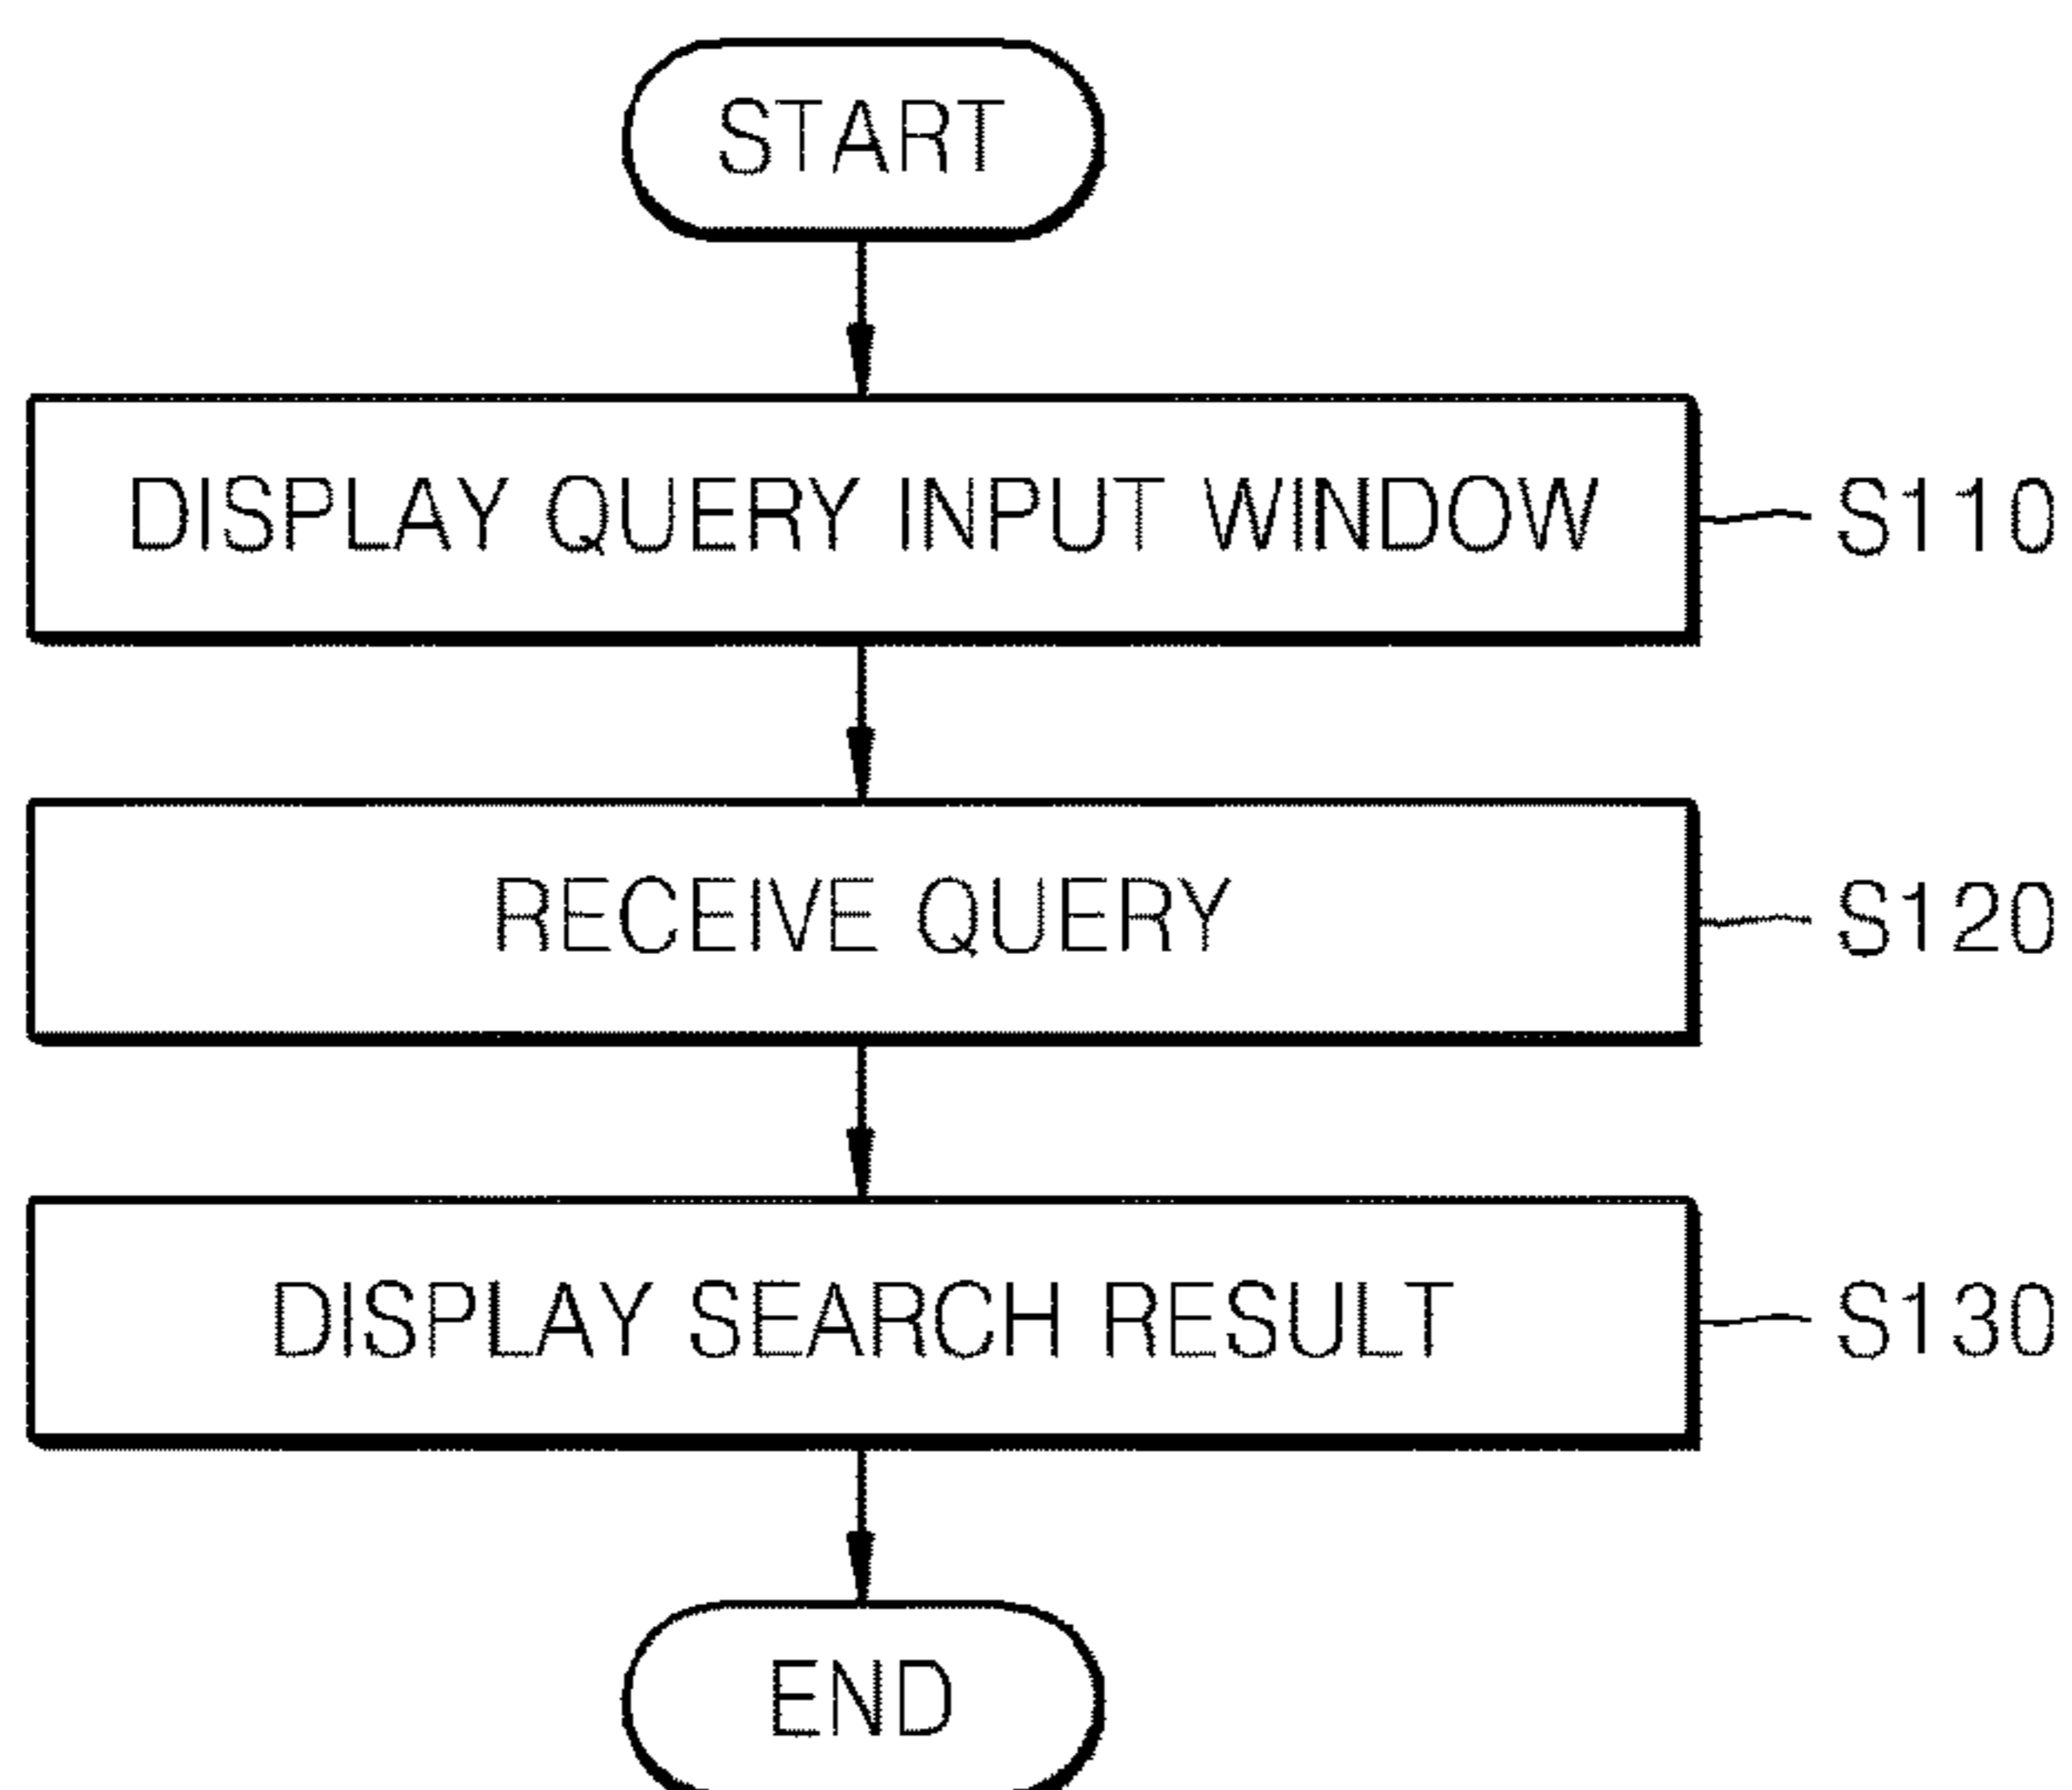 START
DISPLAY QUERY INPUT WINDOW
S110
RECEIVE QUERY
S120
DISPLAY SEARCH RESULT
S130
END